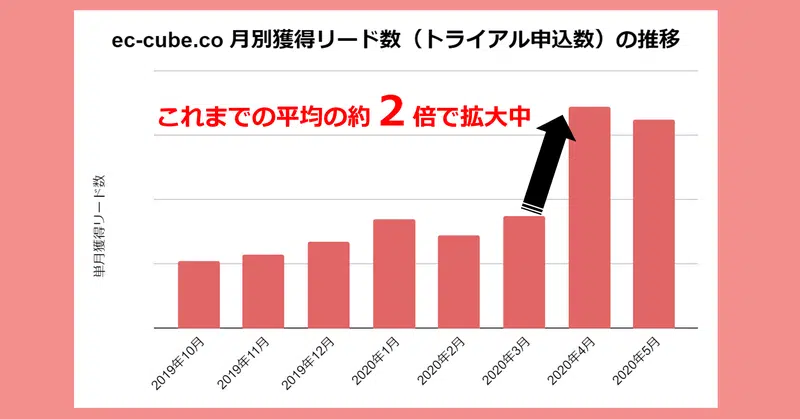 ec-cube.co 月別獲得リード数（トライアル申込数）の推移
これまでの平均の約 2 倍で拡大中
単月獲得リード数
2019年10月
2019年11月
2019年12月
2020年1月
2020年2月
2020年3月
2020年4月
2020年5月